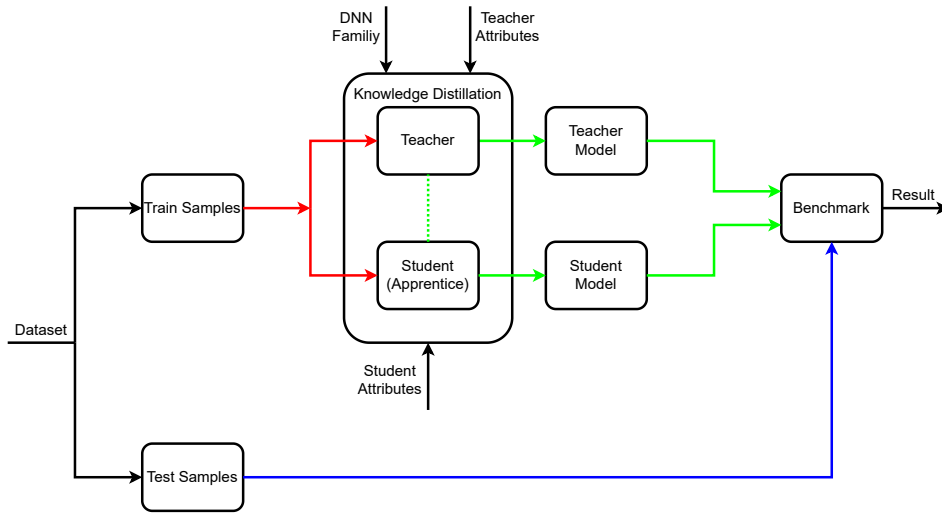 DNN
Familiy
Teacher
Attributes
Knowledge Distillation
Teacher
Teacher
Model
Train Samples
Benchmark
Result
Student
(Apprentice)
Student
Model
Dataset
Student
Attributes
Test Samples